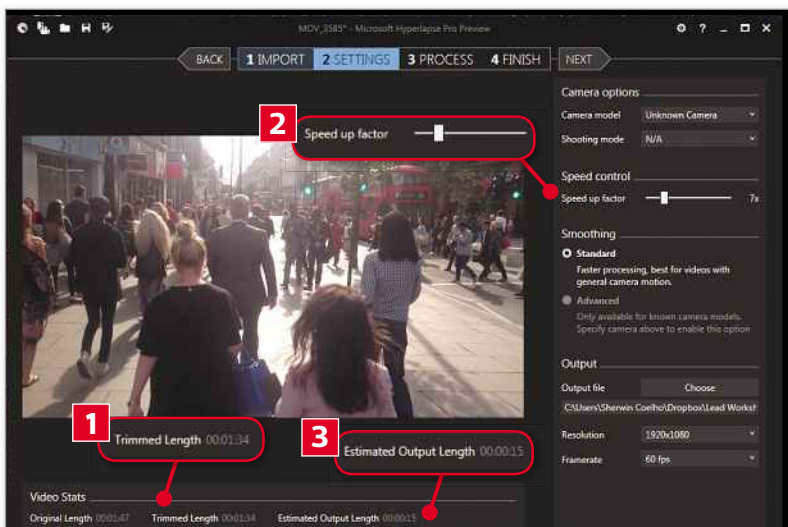 MOV_3585* - Microsoft Hyperlapse Pro Preview
BACK 1 IMPORT 2 SETTINGS 3 PROCESS 4 FINISH NEXT
Camera options
Camera model Unknown Camera
Shooting mode N/A
2 Speed up factor
Speed control
Speed up factor 7x
Smoothing
Standard
Faster processing, best for videos with
general camera motion.
Advanced
Only available for known camera models.
Specify camera above to enable this option
Output
Output file Choose
C:\Users\Sherwin Coelho\Dropbox\Lead Worksh
Resolution 1920x1080
Framerate 60 fps
1 Trimmed Length 00:01:34
3 Estimated Output Length 00:00:15
Video Stats
Original Length 00:01:47 Trimmed Length 00:01:34 Estimated Output Length 00:00:15